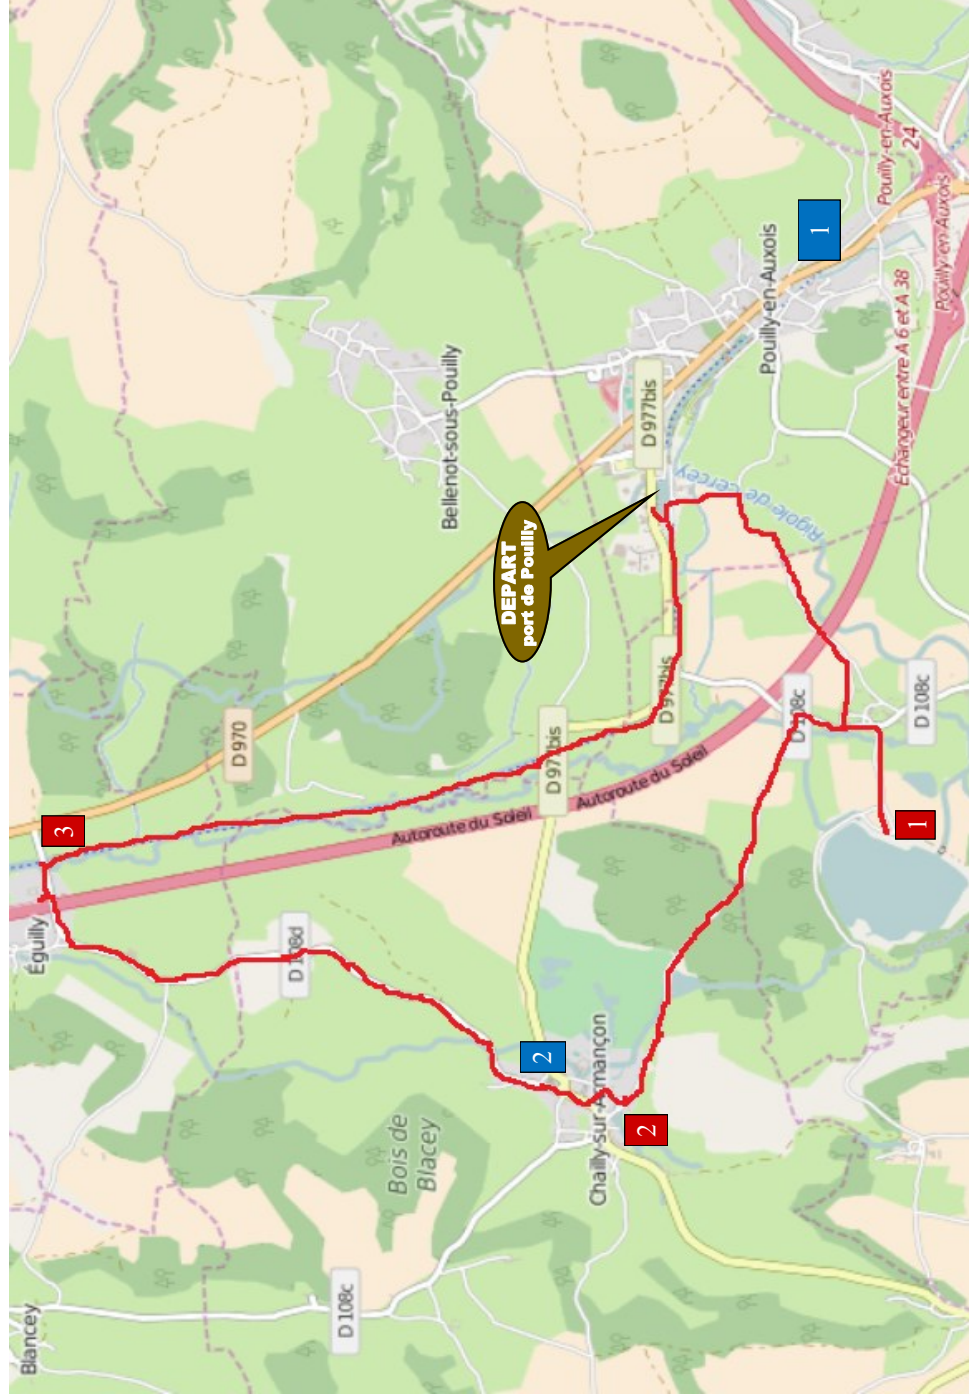 Blancey
D 108c
Bois de
Blacey
Éguilly
3
D 108d
D 970
Autoroute du Soleil
Autoroute du Soleil
2
Chailly-sur-Armançon
2
D 977bis
D 977bis
D 977bis
DEPART
port de Pouilly
Bellenot-sous-Pouilly
Rigole de Cercey
D 108c
D 108c
1
Pouilly-en-Auxois
1
Échangeur entre A 6 et A 38
Pouilly-en-Auxois
24
Pouilly-en-Auxois